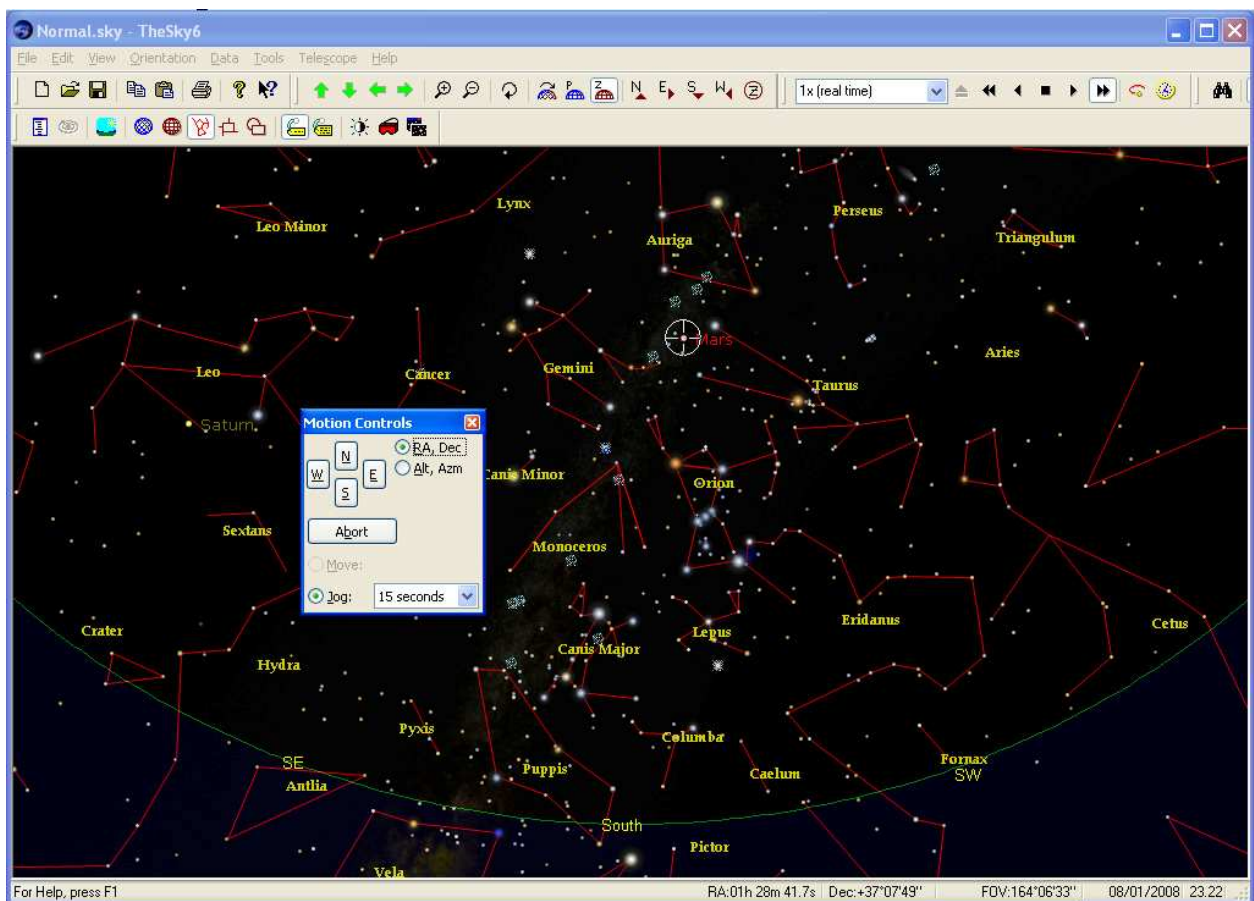 Normal.sky - TheSky6
File Edit View Orientation Data Tools Telescope Help
N E S W Z 1x (real time)
Lynx
Perseus
Leo Minor
Auriga
Triangulum
Mars
Aries
Leo
Cancer
Gemini
Taurus
Saturn
Motion Controls
RA, Dec
N
Alt, Azm
W E
S
Canis Minor
Orion
Sextans
Abort
Monoceros
Move:
Jog: 15 seconds
Crater
Lepus
Eridanus
Cetus
Hydra
Canis Major
Pyxis
Columba
SE
Antlia
Puppis
Caelum
Fornax
SW
South
Pictor
Vela
For Help, press F1 RA:01h 28m 41.7s Dec:+37°07'49" FOV:164°06'33" 08/01/2008 23.22